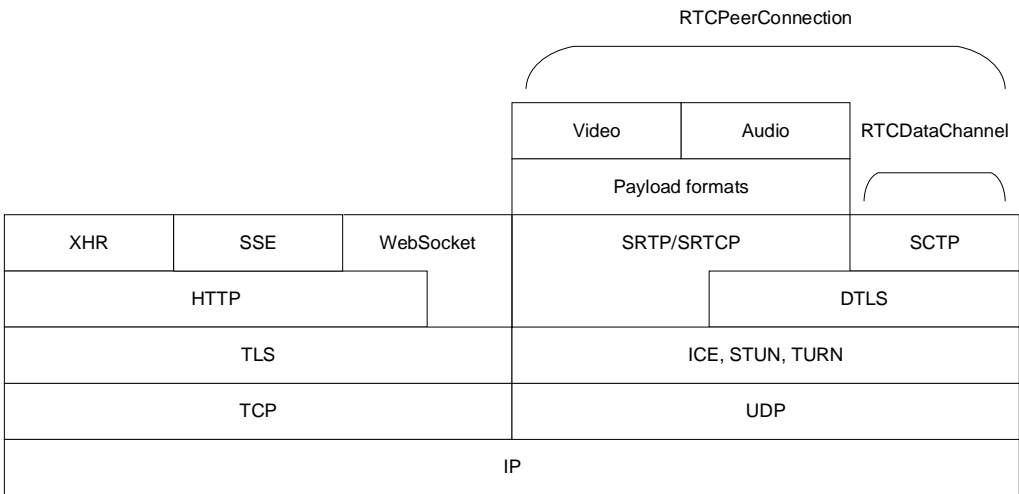 RTCPeerConnection
Video Audio RTCDataChannel
Payload formats
XHR SSE WebSocket SRTP/SRTCP SCTP
HTTP DTLS
TLS ICE, STUN, TURN
TCP UDP
IP